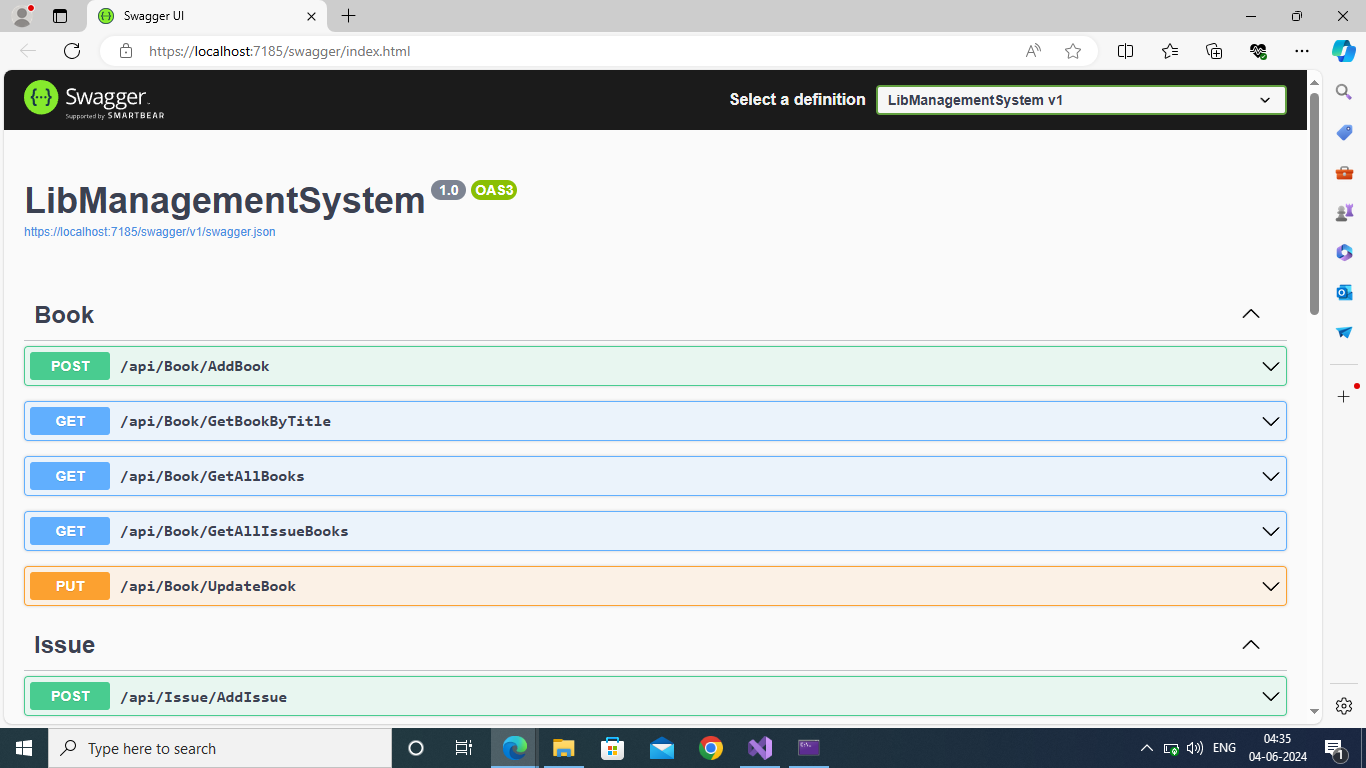 Swagger UI
https://localhost:7185/swagger/index.html
Swagger
Supported by SMARTBEAR
Select a definition
LibManagementSystem v1
LibManagementSystem 1.0 OAS3
https://localhost:7185/swagger/v1/swagger.json
Book
POST /api/Book/AddBook
GET /api/Book/GetBookByTitle
GET /api/Book/GetAllBooks
GET /api/Book/GetAllIssueBooks
PUT /api/Book/UpdateBook
Issue
POST /api/Issue/AddIssue
Type here to search
ENG
04:35
04-06-2024
1